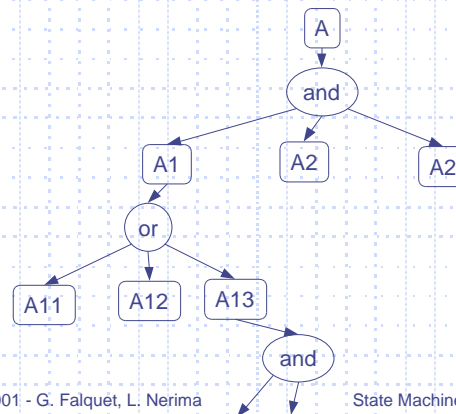 A
and
A1 A2 A2
or
A11 A12 A13
and
001 - G. Falquet, L. Nerima State Machine